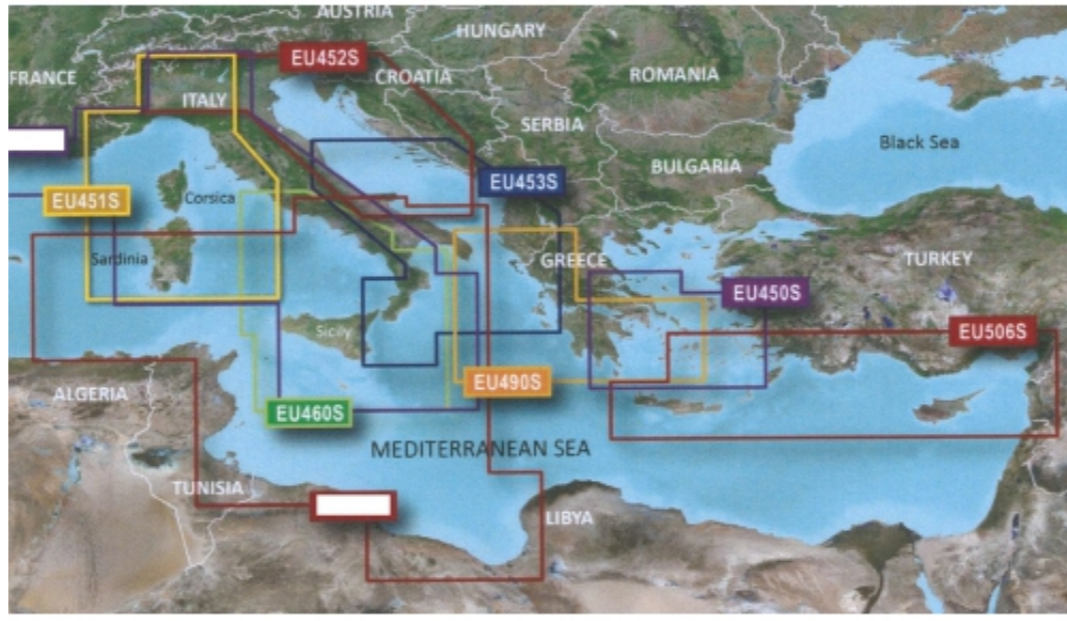 AUSTRIA
HUNGARY
EU452S
FRANCE
CROATIA
ROMANIA
ITALY
SERBIA
Black Sea
BULGARIA
EU453S
EU451S
Corsica
Sardinia
GREECE
TURKEY
EU450S
Sicily
EU506S
EU490S
ALGERIA
EU460S
MEDITERRANEAN SEA
TUNISIA
LIBYA